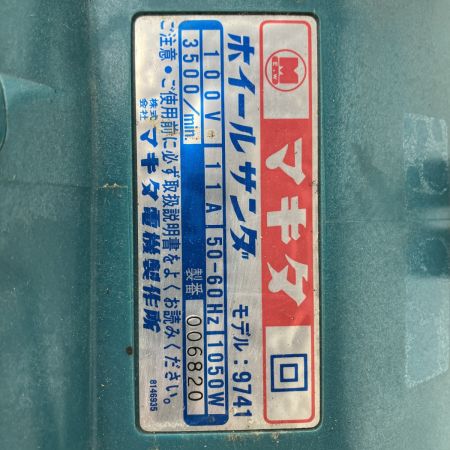 M
E.W.
マキタ
ホイールサンダ モデル:9741
100V 11A 50-60Hz 1050W
3500/min. 製番 006820
ご注意・ご使用前に必ず取扱説明書をよくお読みください。
株式会社 マキタ電機製作所
8146935